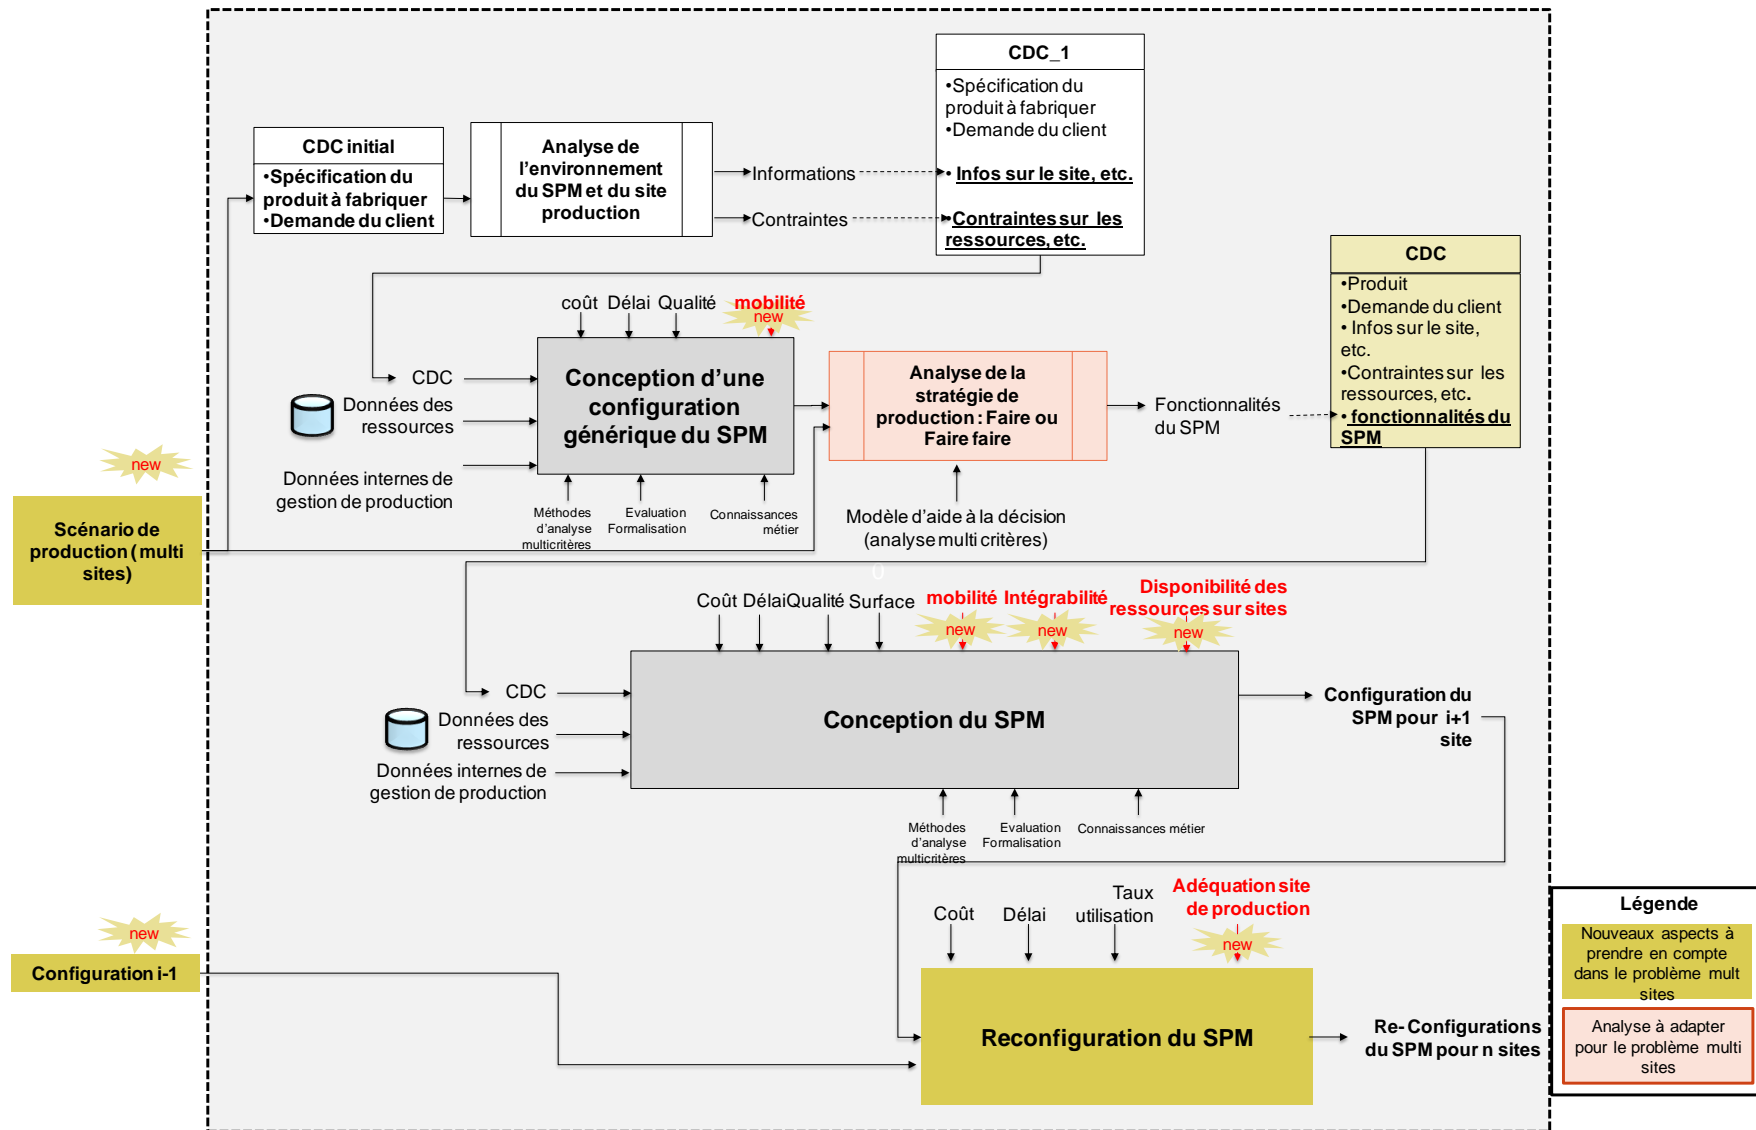 CDC_1
•Spécification du
produit à fabriquer
•Demande du client
• Infos sur le site, etc.
•Contraintes sur les
ressources, etc.
CDC initial
•Spécification du
produit à fabriquer
•Demande du client
Analyse de
l'environnement
du SPM et du site
production
Informations
Contraintes
CDC
•Produit
•Demande du client
• Infos sur le site,
etc.
•Contraintes sur les
ressources, etc.
• fonctionnalités du
SPM
coût
Délai
Qualité
mobilité
new
CDC
Données des
ressources
Données internes de
gestion de production
Conception d'une
configuration
générique du SPM
Méthodes
d'analyse
multicritères
Evaluation
Formalisation
Connaissances
métier
Analyse de la
stratégie de
production : Faire ou
Faire faire
Fonctionnalités
du SPM
Modèle d'aide à la décision
(analyse multi critères)
0
new
Scénario de
production ( multi
sites)
Coût
Délai
Qualité
Surface
mobilité
new
Intégrabilité
new
Disponibilité des
ressources sur sites
new
CDC
Données des
ressources
Données internes de
gestion de production
Conception du SPM
Configuration du
SPM pour i+1
site
Méthodes
d'analyse
multicritères
Evaluation
Formalisation
Connaissances métier
Coût
Délai
Taux
utilisation
Adéquation site
de production
new
new
Configuration i-1
Reconfiguration du SPM
Re- Configurations
du SPM pour n sites
Légende
Nouveaux aspects à
prendre en compte
dans le problème mult
sites
Analyse à adapter
pour le problème multi
sites